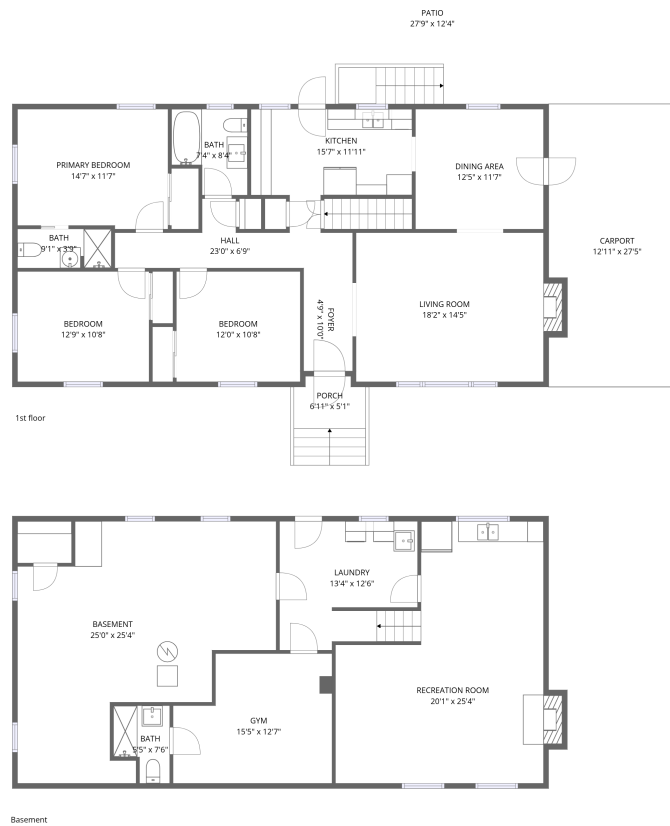 PATIO
27'9" x 12'4"
PRIMARY BEDROOM
14'7" x 11'7"
BATH
7'4" x 8'4"
KITCHEN
15'7" x 11'11"
DINING AREA
12'5" x 11'7"
BATH
9'1" x 3'9"
HALL
23'0" x 6'9"
CARPORT
12'11" x 27'5"
BEDROOM
12'9" x 10'8"
BEDROOM
12'0" x 10'8"
FOYER
4'9" x 10'0"
LIVING ROOM
18'2" x 14'5"
PORCH
6'11" x 5'1"
1st floor
LAUNDRY
13'4" x 12'6"
BASEMENT
25'0" x 25'4"
RECREATION ROOM
20'1" x 25'4"
GYM
15'5" x 12'7"
BATH
5'5" x 7'6"
Basement